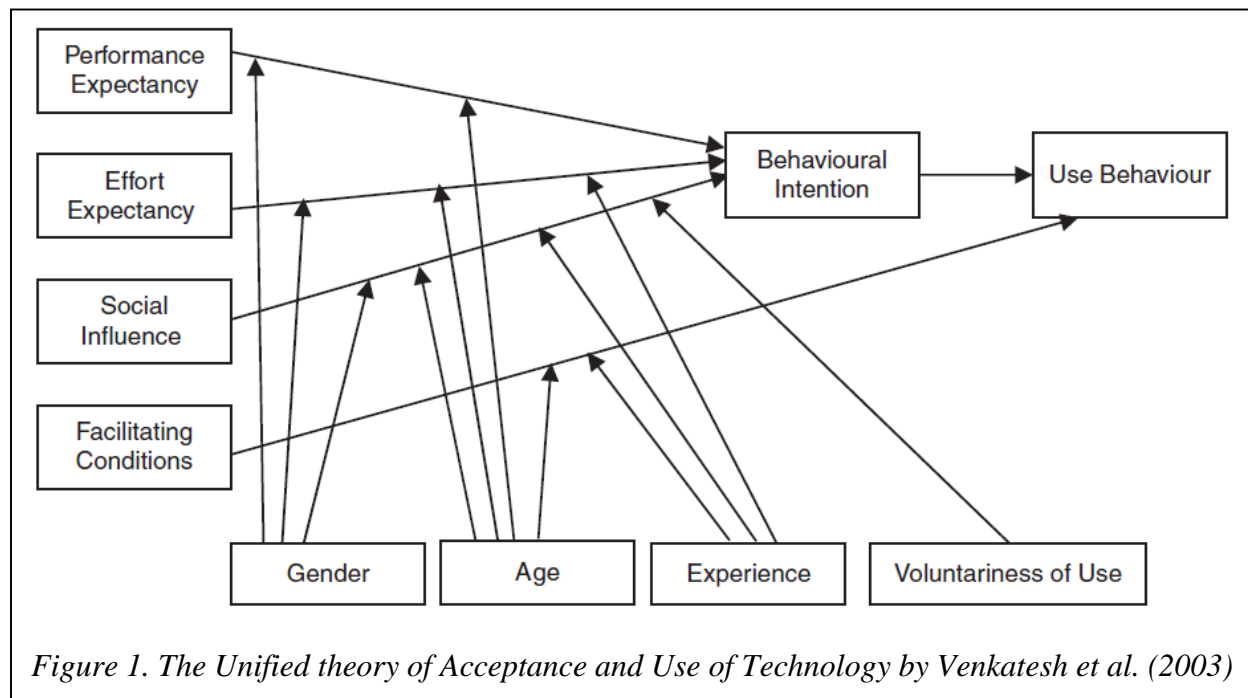 Performance
Expectancy
Effort
Expectancy
Behavioural
Intention
Use Behaviour
Social
Influence
Facilitating
Conditions
Gender
Age
Experience
Voluntariness of Use
Figure 1. The Unified theory of Acceptance and Use of Technology by Venkatesh et al. (2003)